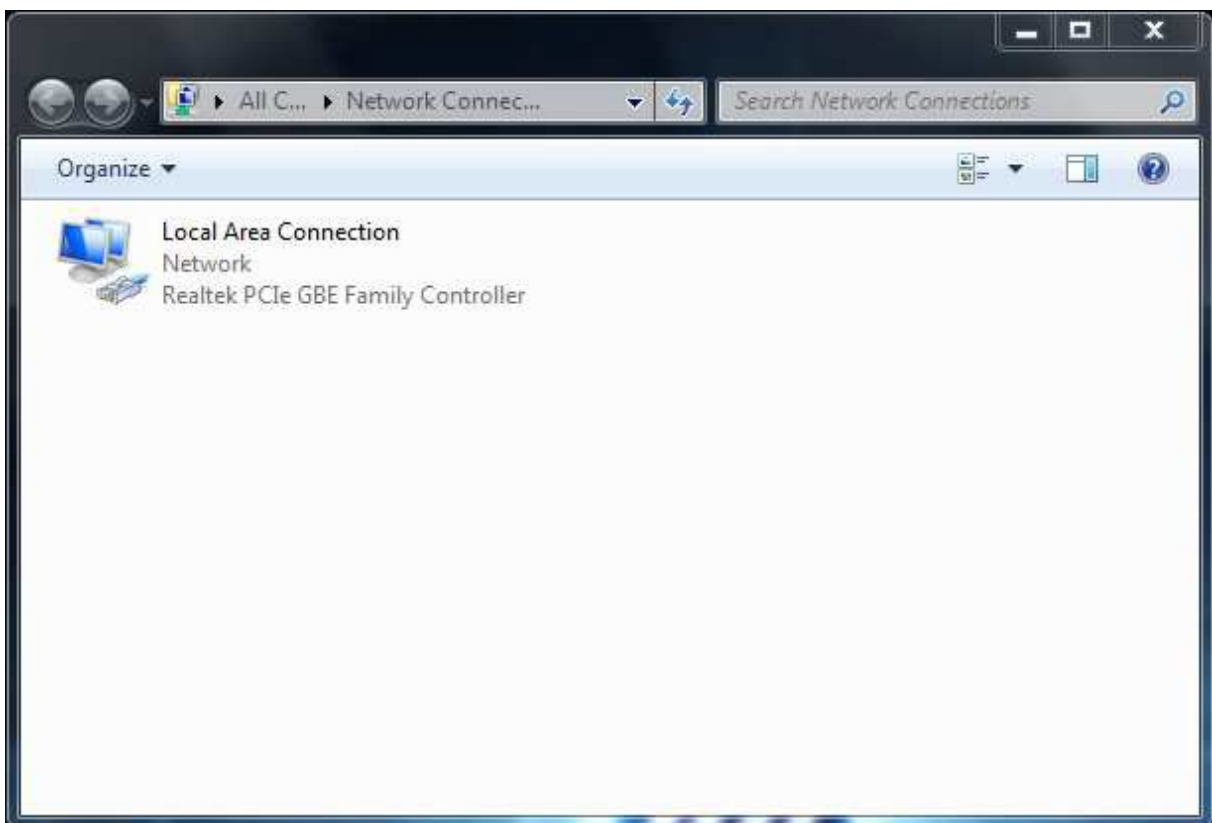 All C... Network Connec...
Search Network Connections
Organize
Local Area Connection
Network
Realtek PCIe GBE Family Controller